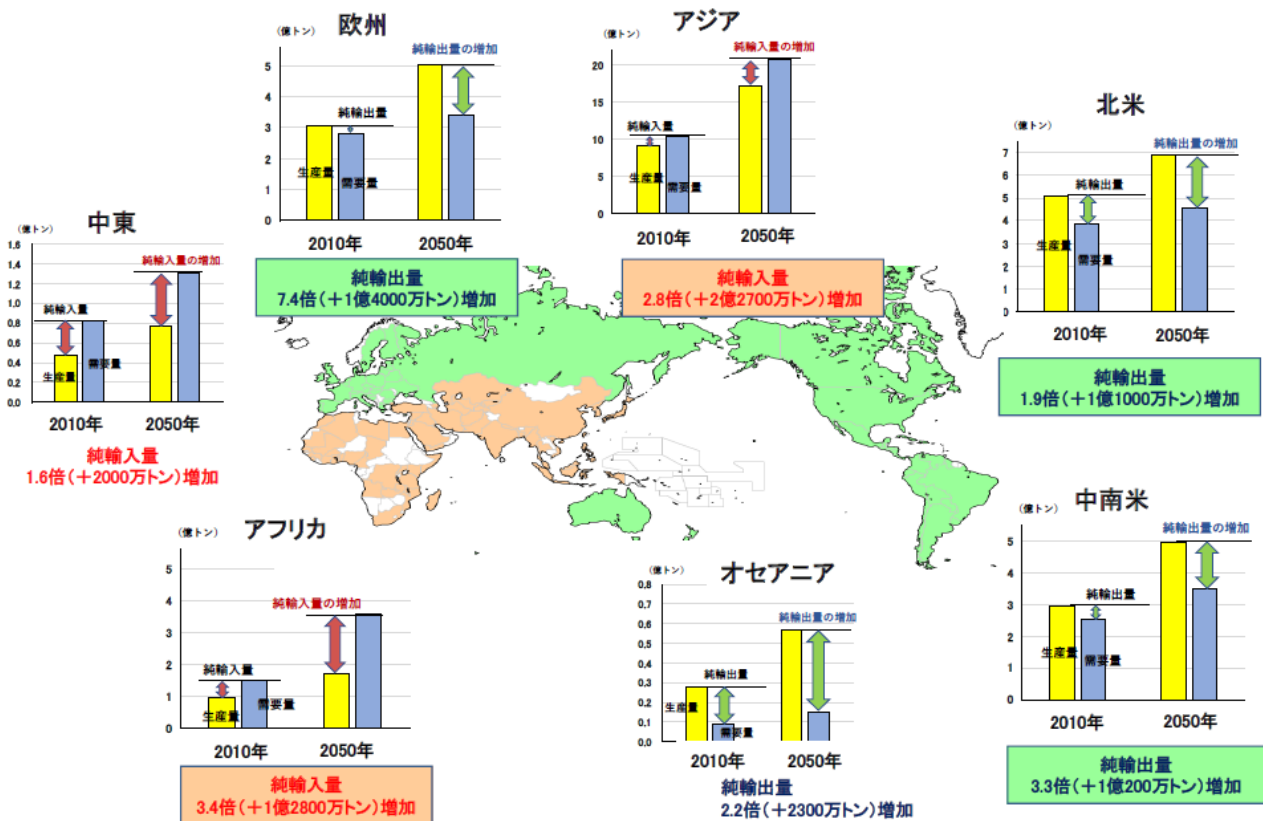 欧州
（億トン）
純輸出量の増加
5
4
3
2
1
0
純輸出量
生産量
需要量
2010年
2050年
純輸出量
7.4倍（＋1億4000万トン）増加
アジア
（億トン）
純輸入量の増加
20
15
10
5
0
純輸入量
生産量
需要量
2010年
2050年
純輸入量
2.8倍（＋2億2700万トン）増加
北米
（億トン）
純輸出量の増加
7
6
5
4
3
2
1
0
純輸出量
生産量
需要量
2010年
2050年
純輸出量
1.9倍（＋1億1000万トン）増加
中東
（億トン）
純輸入量の増加
1.6
1.4
1.2
1.0
0.8
0.6
0.4
0.2
0.0
純輸入量
生産量
需要量
2010年
2050年
純輸入量
1.6倍（＋2000万トン）増加
アフリカ
（億トン）
純輸入量の増加
5
4
3
2
1
0
純輸入量
生産量
需要量
2010年
2050年
純輸入量
3.4倍（＋1億2800万トン）増加
オセアニア
（億トン）
純輸出量の増加
0.8
0.7
0.6
0.5
0.4
0.3
0.2
0.1
0.0
純輸出量
生産量
需要量
2010年
2050年
純輸出量
2.2倍（＋2300万トン）増加
中南米
（億トン）
純輸出量の増加
5
4
3
2
1
0
純輸出量
生産量
需要量
2010年
2050年
純輸出量
3.3倍（＋1億200万トン）増加